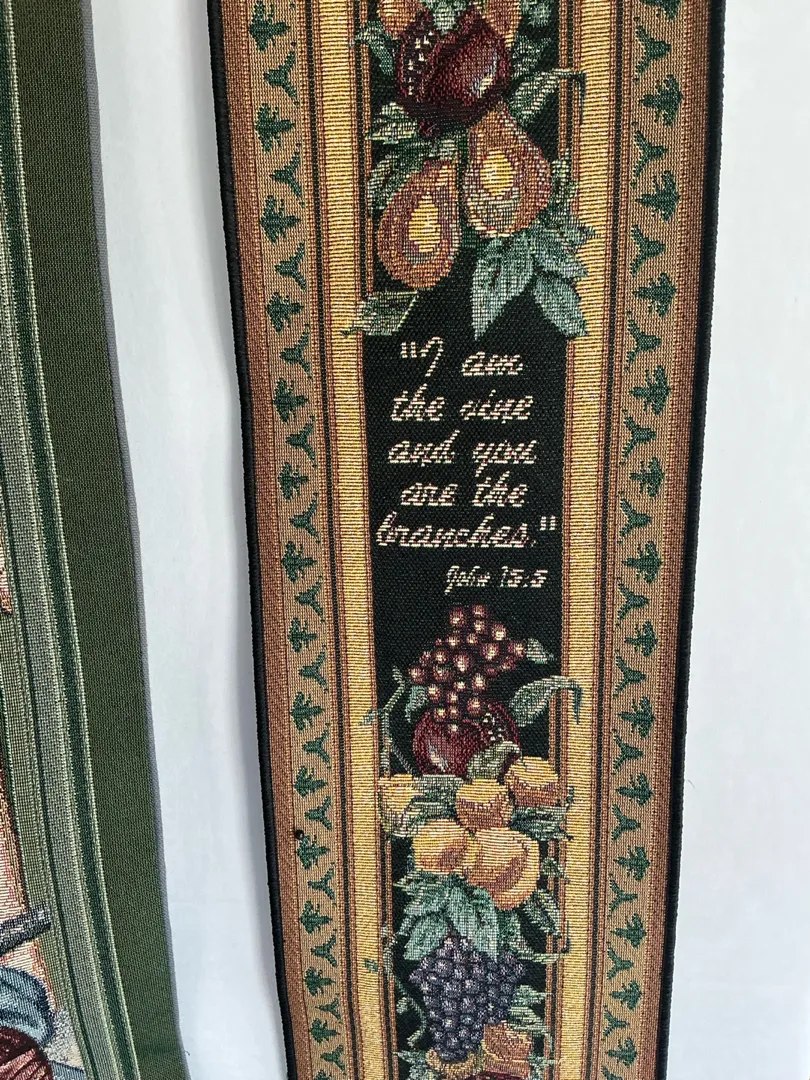 "I am
the vine
and you
are the
branches."
John 15:5